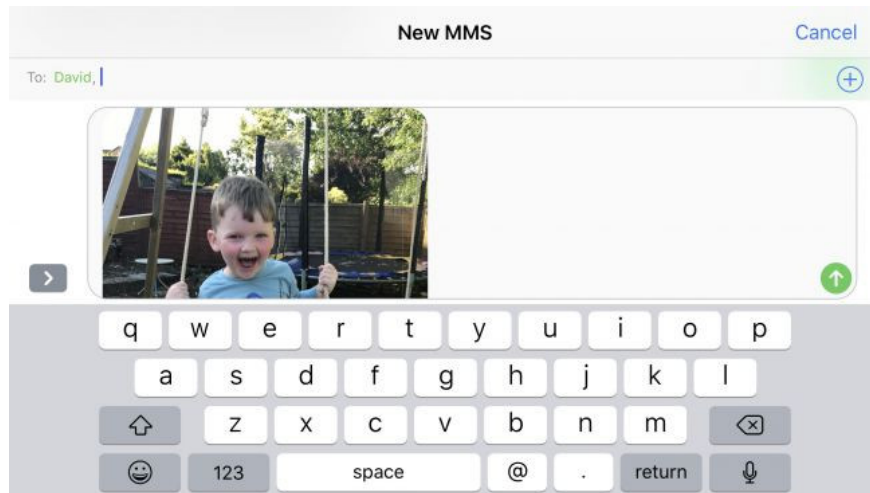 New MMS Cancel
To: David,
q w e r t y u i o p
a s d f g h j k l
z x c v b n m
123 space @ . return